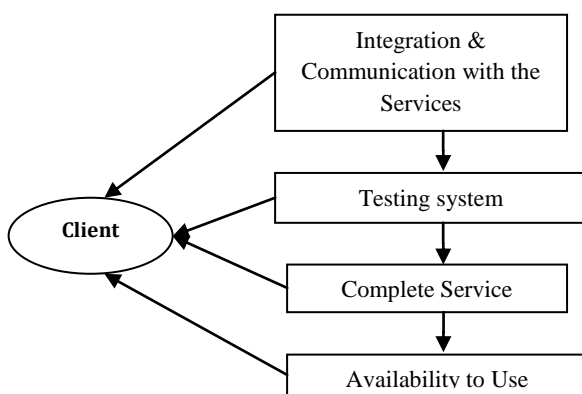 Integration &
Communication with the
Services
Testing system
Client
Complete Service
Availability to Use